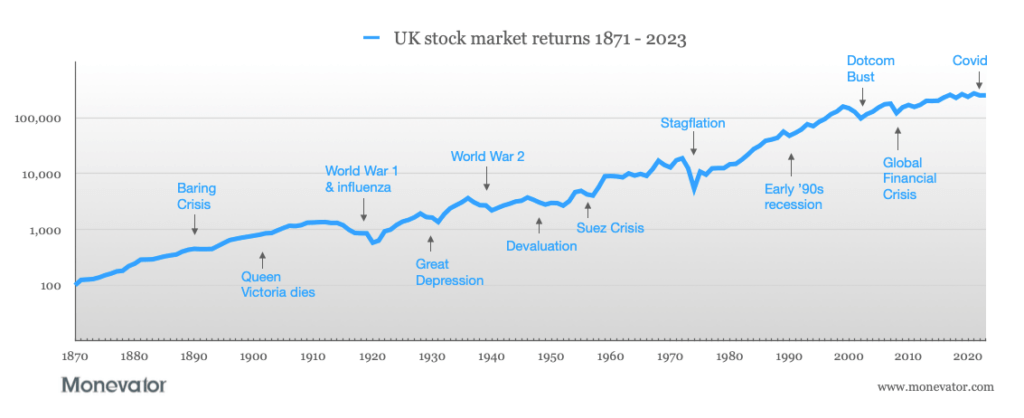 UK stock market returns 1871 - 2023
Dotcom
Bust
Covid
100,000
Stagflation
World War 2
10,000
World War 1
& influenza
Baring
Crisis
Global
Financial
Crisis
Early ’90s
recession
1,000
Suez Crisis
Devaluation
Great
Depression
Queen
Victoria dies
100
1870
1880
1890
1900
1910
1920
1930
1940
1950
1960
1970
1980
1990
2000
2010
2020
Monevator
www.monevator.com